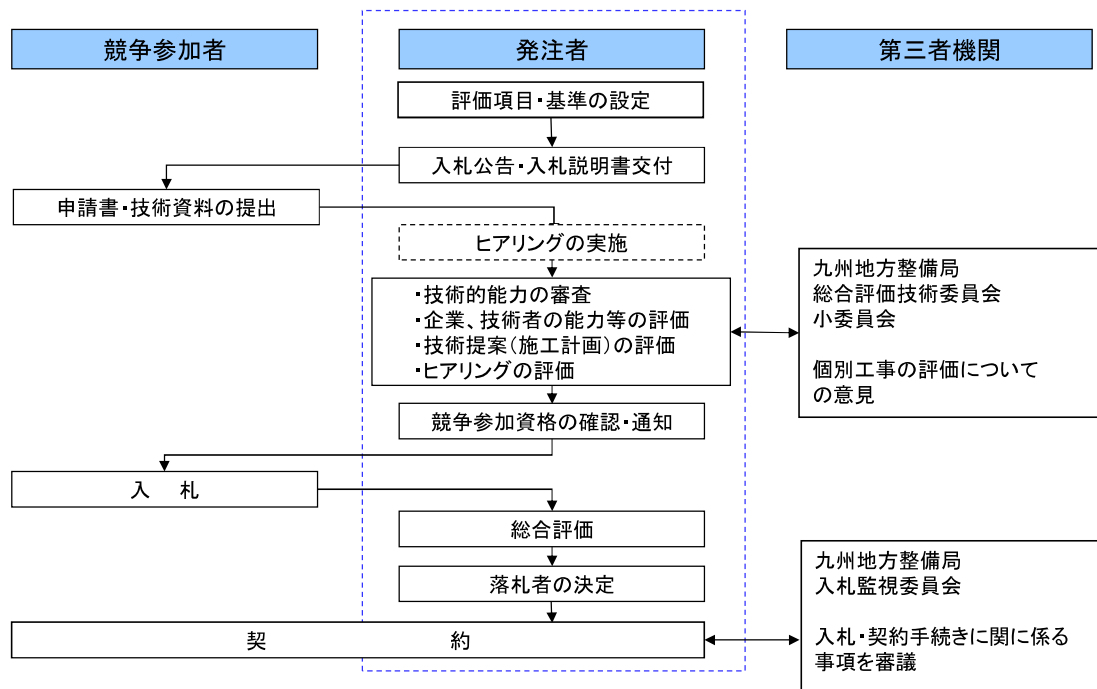 競争参加者
発注者
第三者機関
評価項目・基準の設定
入札公告・入札説明書交付
申請書・技術資料の提出
ヒアリングの実施
・技術的能力の審査
・企業、技術者の能力等の評価
・技術提案(施工計画)の評価
・ヒアリングの評価
九州地方整備局
総合評価技術委員会
小委員会
個別工事の評価について
の意見
競争参加資格の確認・通知
入 札
総合評価
落札者の決定
契 約
九州地方整備局
入札監視委員会
入札・契約手続きに関に係る
事項を審議